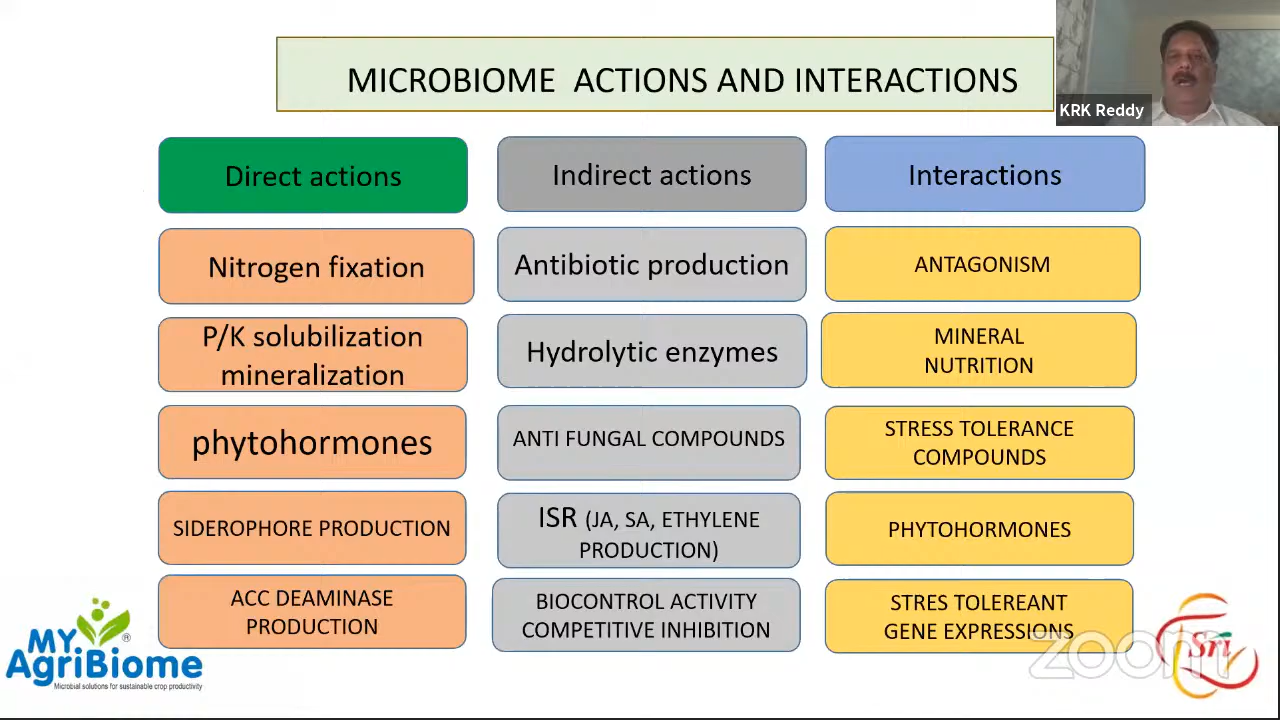 MICROBIOME ACTIONS AND INTERACTIONS
KRK Reddy
Direct actions
Indirect actions
Interactions
Nitrogen fixation
Antibiotic production
ANTAGONISM
P/K solubilization
mineralization
Hydrolytic enzymes
MINERAL
NUTRITION
phytohormones
ANTI FUNGAL COMPOUNDS
STRESS TOLERANCE
COMPOUNDS
SIDEROPHORE PRODUCTION
ISR (JA, SA, ETHYLENE
PRODUCTION)
PHYTOHORMONES
ACC DEAMINASE
PRODUCTION
BIOCONTROL ACTIVITY
COMPETITIVE INHIBITION
STRES TOLEREANT
GENE EXPRESSIONS
MY
AgriBiome
®
Microbial solutions for sustainable crop productivity
zoom
Sri